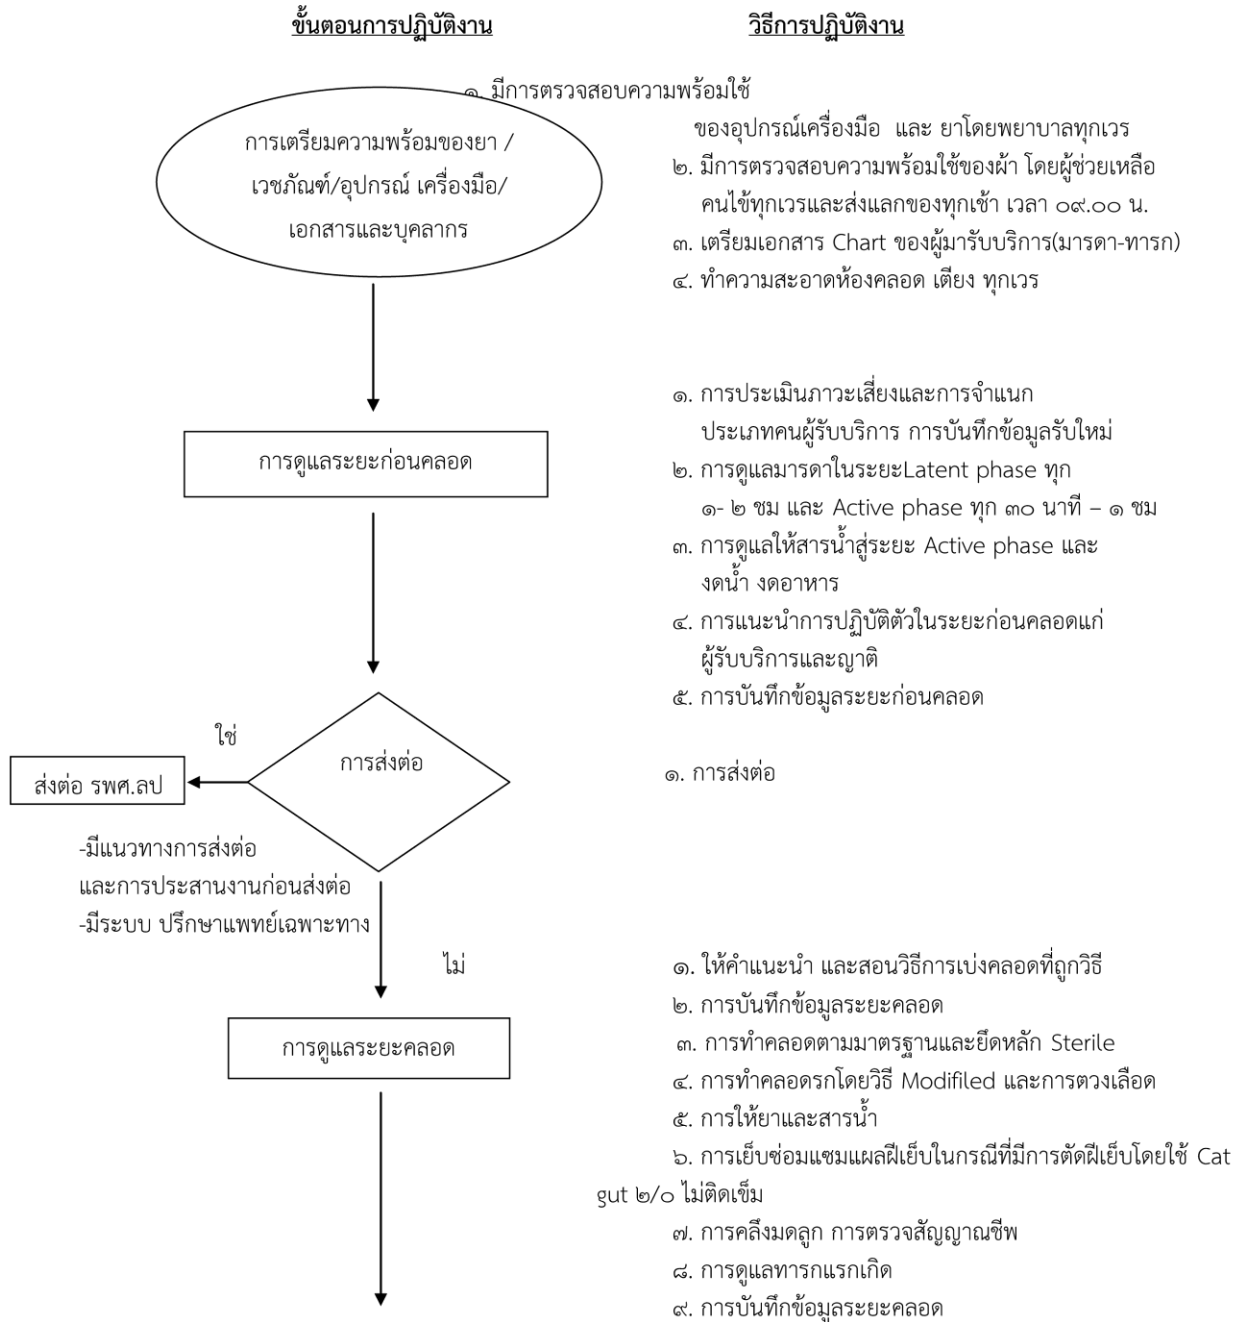 ขั้นตอนการปฏิบัติงาน
วิธีการปฏิบัติงาน
๑. มีการตรวจสอบความพร้อมใช้
ของอุปกรณ์เครื่องมือ และ ยาโดยพยาบาลทุกเวร
๒. มีการตรวจสอบความพร้อมใช้ของผ้า โดยผู้ช่วยเหลือ
คนไข้ทุกเวรและส่งแลกของทุกเช้า เวลา ๐๙.๐๐ น.
๓. เตรียมเอกสาร Chart ของผู้มารับบริการ(มารดา-ทารก)
๔. ทำความสะอาดห้องคลอด เตียง ทุกเวร
การเตรียมความพร้อมของยา /
เวชภัณฑ์/อุปกรณ์ เครื่องมือ/
เอกสารและบุคลากร
การดูแลระยะก่อนคลอด
๑. การประเมินภาวะเสี่ยงและการจำแนก
ประเภทคนผู้รับบริการ การบันทึกข้อมูลรับใหม่
๒. การดูแลมารดาในระยะLatent phase ทุก
๑- ๒ ชม และ Active phase ทุก ๓๐ นาที – ๑ ชม
๓. การดูแลให้สารน้ำสู่ระยะ Active phase และ
งดน้ำ งดอาหาร
๔. การแนะนำการปฏิบัติตัวในระยะก่อนคลอดแก่
ผู้รับบริการและญาติ
๕. การบันทึกข้อมูลระยะก่อนคลอด
ใช่
การส่งต่อ
ส่งต่อ รพศ.ลป
๑. การส่งต่อ
-มีแนวทางการส่งต่อ
และการประสานงานก่อนส่งต่อ
-มีระบบ ปรึกษาแพทย์เฉพาะทาง
ไม่
การดูแลระยะคลอด
๑. ให้คำแนะนำ และสอนวิธีการเบ่งคลอดที่ถูกวิธี
๒. การบันทึกข้อมูลระยะคลอด
๓. การทำคลอดตามมาตรฐานและยึดหลัก Sterile
๔. การทำคลอดรกโดยวิธี Modifiled และการตวงเลือด
๕. การให้ยาและสารน้ำ
๖. การเย็บซ่อมแซมแผลฝีเย็บในกรณีที่มีการตัดฝีเย็บโดยใช้ Cat
gut ๒/๐ ไม่ติดเข็ม
๗. การคลึงมดลูก การตรวจสัญญาณชีพ
๘. การดูแลทารกแรกเกิด
๙. การบันทึกข้อมูลระยะคลอด